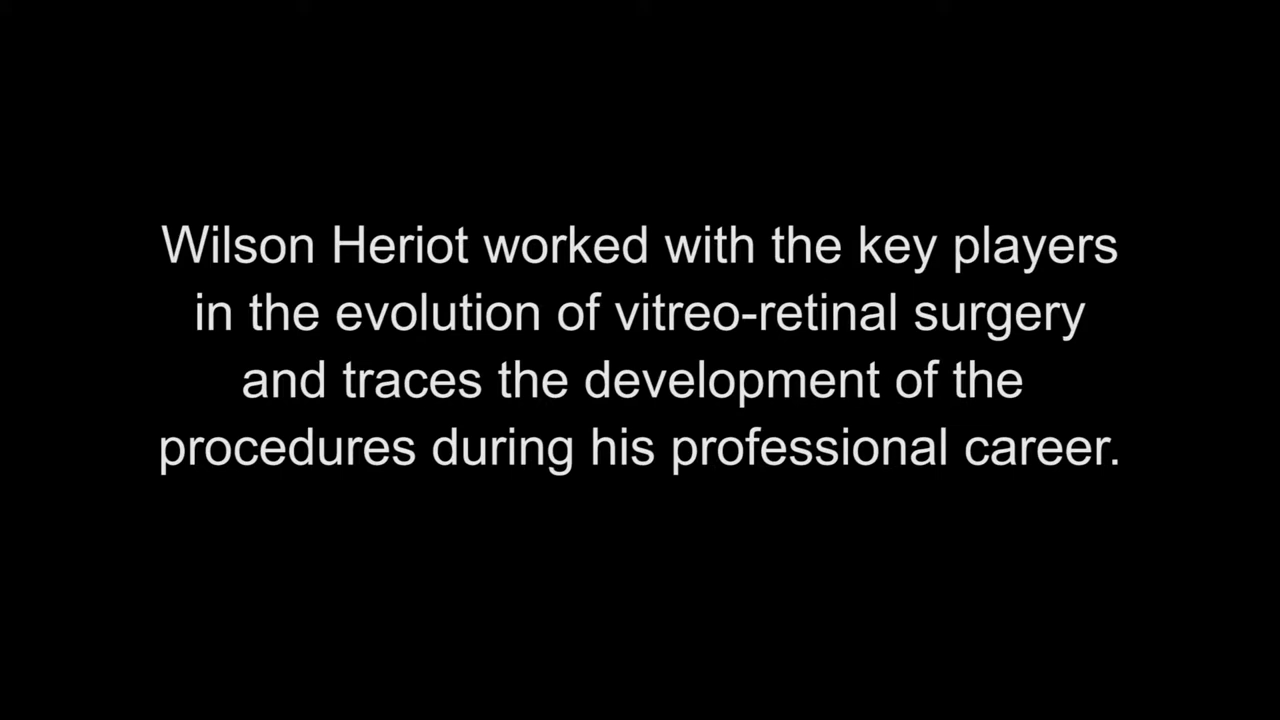 Wilson Heriot worked with the key players
in the evolution of vitreo-retinal surgery
and traces the development of the
procedures during his professional career.